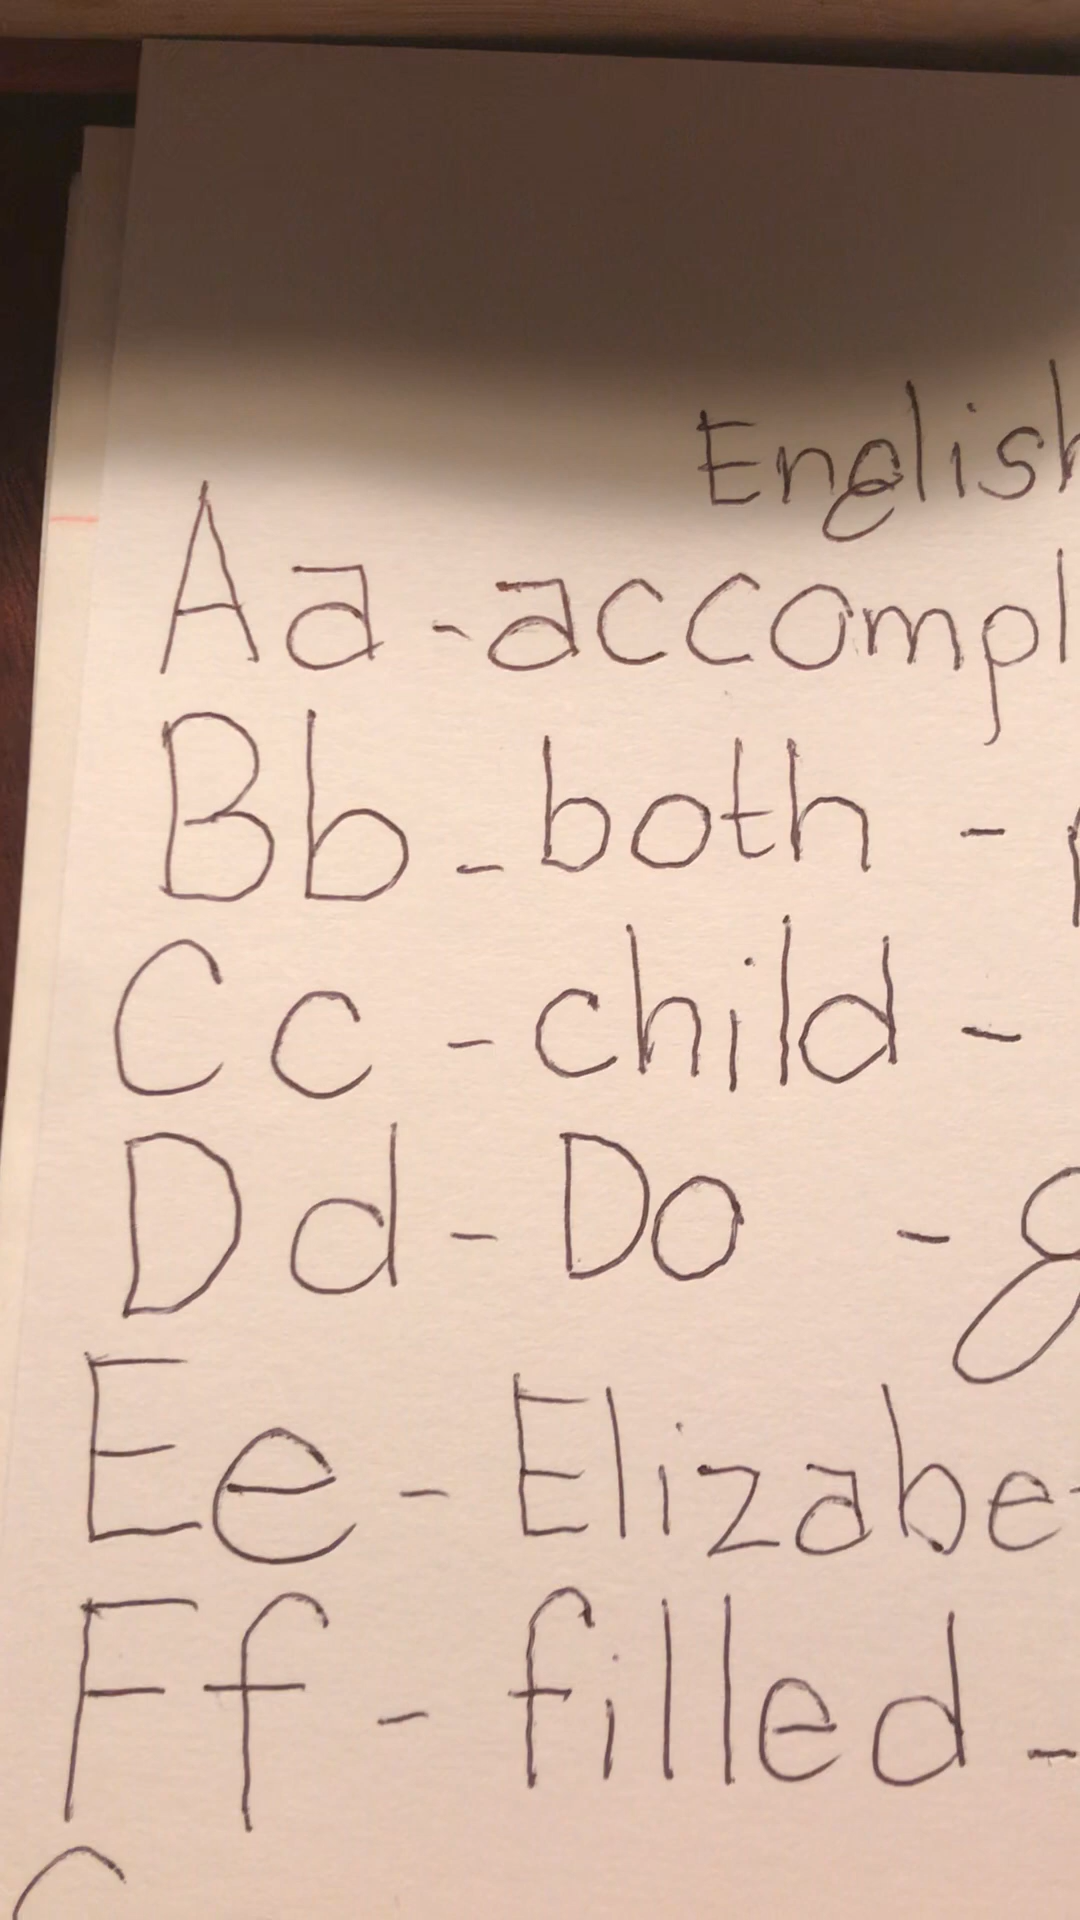 English
Aa - accompl
Bb - both -
Cc - child -
Dd - Do - g
Ee - Elizabe
Ff - filled -